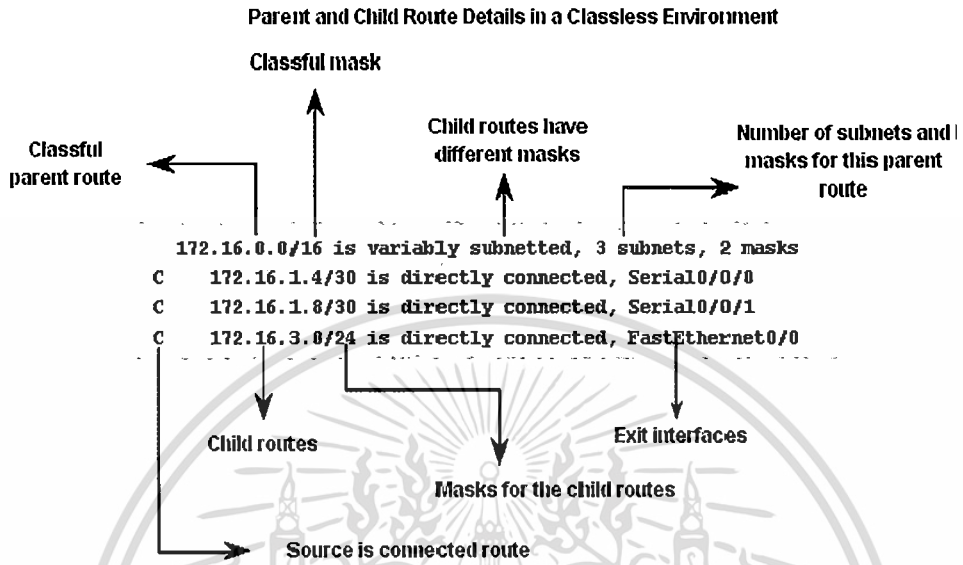 Parent and Child Route Details in a Classless Environment
Classful mask
Classful
parent route
Child routes have
different masks
Number of subnets and
masks for this parent
route
172.16.0.0/16 is variably subnetted, 3 subnets, 2 masks
C 172.16.1.4/30 is directly connected, Serial0/0/0
C 172.16.1.8/30 is directly connected, Serial0/0/1
C 172.16.3.0/24 is directly connected, FastEthernet0/0
Child routes
Exit interfaces
Masks for the child routes
Source is connected route